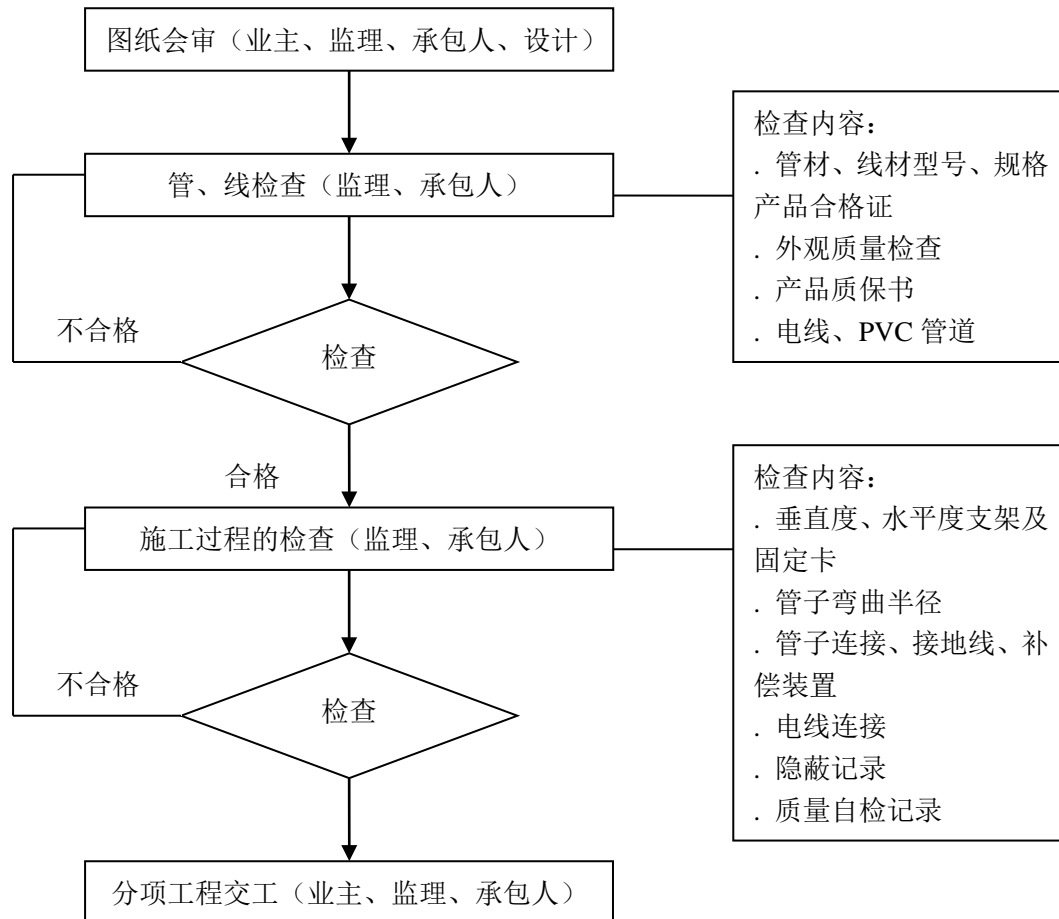 图纸会审（业主、监理、承包人、设计）
管、线检查（监理、承包人）
检查内容：
. 管材、线材型号、规格
产品合格证
. 外观质量检查
. 产品质保书
. 电线、PVC 管道
不合格
检查
合格
施工过程的检查（监理、承包人）
检查内容：
. 垂直度、水平度支架及
固定卡
. 管子弯曲半径
. 管子连接、接地线、补
偿装置
. 电线连接
. 隐蔽记录
. 质量自检记录
不合格
检查
分项工程交工（业主、监理、承包人）